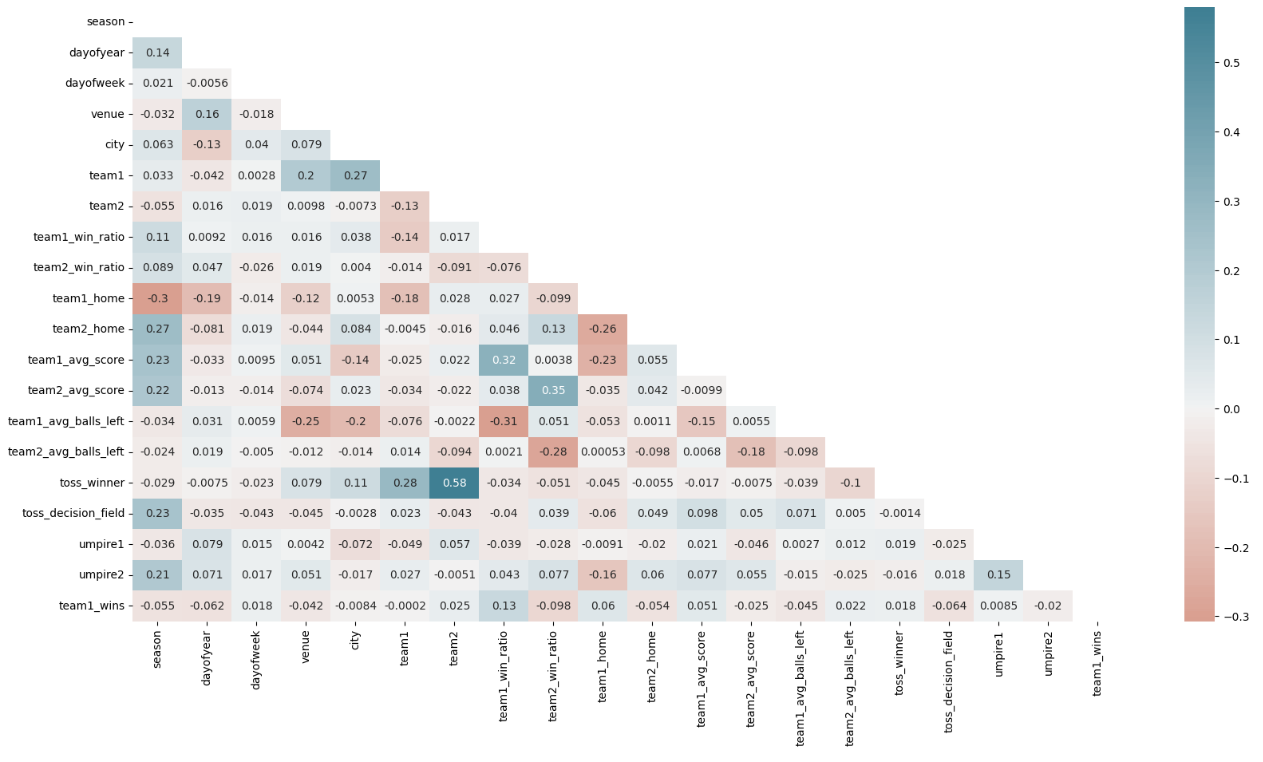 season
dayofyear 0.14
dayofweek 0.021 -0.0056
venue -0.032 0.16 -0.018
city 0.063 -0.13 0.04 0.079
team1 0.033 -0.042 0.0028 0.2 0.27
team2 -0.055 0.016 0.019 0.0098 -0.0073 -0.13
team1_win_ratio 0.11 0.0092 0.016 0.016 0.038 -0.14 0.017
team2_win_ratio 0.089 0.047 -0.026 0.019 0.004 -0.014 -0.091 -0.076
team1_home -0.3 -0.19 -0.014 -0.12 0.0053 -0.18 0.028 0.027 -0.099
team2_home 0.27 -0.081 0.019 -0.044 0.084 -0.0045 -0.016 0.046 0.13 -0.26
team1_avg_score 0.23 -0.033 0.0095 0.051 -0.14 -0.025 0.022 0.32 0.0038 -0.23 0.055
team2_avg_score 0.22 -0.013 -0.014 -0.074 0.023 -0.034 -0.022 0.038 0.35 -0.035 0.042 -0.0099
team1_avg_balls_left -0.034 0.031 0.0059 -0.25 -0.2 -0.076 -0.0022 -0.31 0.051 -0.053 0.0011 -0.15 0.0055
team2_avg_balls_left -0.024 0.019 -0.005 -0.012 -0.014 0.014 -0.094 0.0021 -0.28 0.00053 -0.098 0.0068 -0.18 -0.098
toss_winner -0.029 -0.0075 -0.023 0.079 0.11 0.28 0.58 -0.034 -0.051 -0.045 -0.0055 -0.017 -0.0075 -0.039 -0.1
toss_decision_field 0.23 -0.035 -0.043 -0.045 -0.0028 0.023 -0.043 -0.04 0.039 -0.06 0.049 0.098 0.05 0.071 0.005 -0.0014
umpire1 -0.036 0.079 0.015 0.0042 -0.072 -0.049 0.057 -0.039 -0.028 -0.0091 -0.02 0.021 -0.046 0.0027 0.012 0.019 -0.025
umpire2 0.21 0.071 0.017 0.051 -0.017 0.027 -0.0051 0.043 0.077 -0.16 0.06 0.077 0.055 -0.015 -0.025 -0.016 0.018 0.15
team1_wins -0.055 -0.062 0.018 -0.042 -0.0084 -0.0002 0.025 0.13 -0.098 0.06 -0.054 0.051 -0.025 -0.045 0.022 0.018 -0.064 0.0085 -0.02
season
dayofyear
dayofweek
venue
city
team1
team2
team1_win_ratio
team2_win_ratio
team1_home
team2_home
team1_avg_score
team2_avg_score
team1_avg_balls_left
team2_avg_balls_left
toss_winner
toss_decision_field
umpire1
umpire2
team1_wins
0.5
0.4
0.3
0.2
0.1
0.0
−0.1
−0.2
−0.3